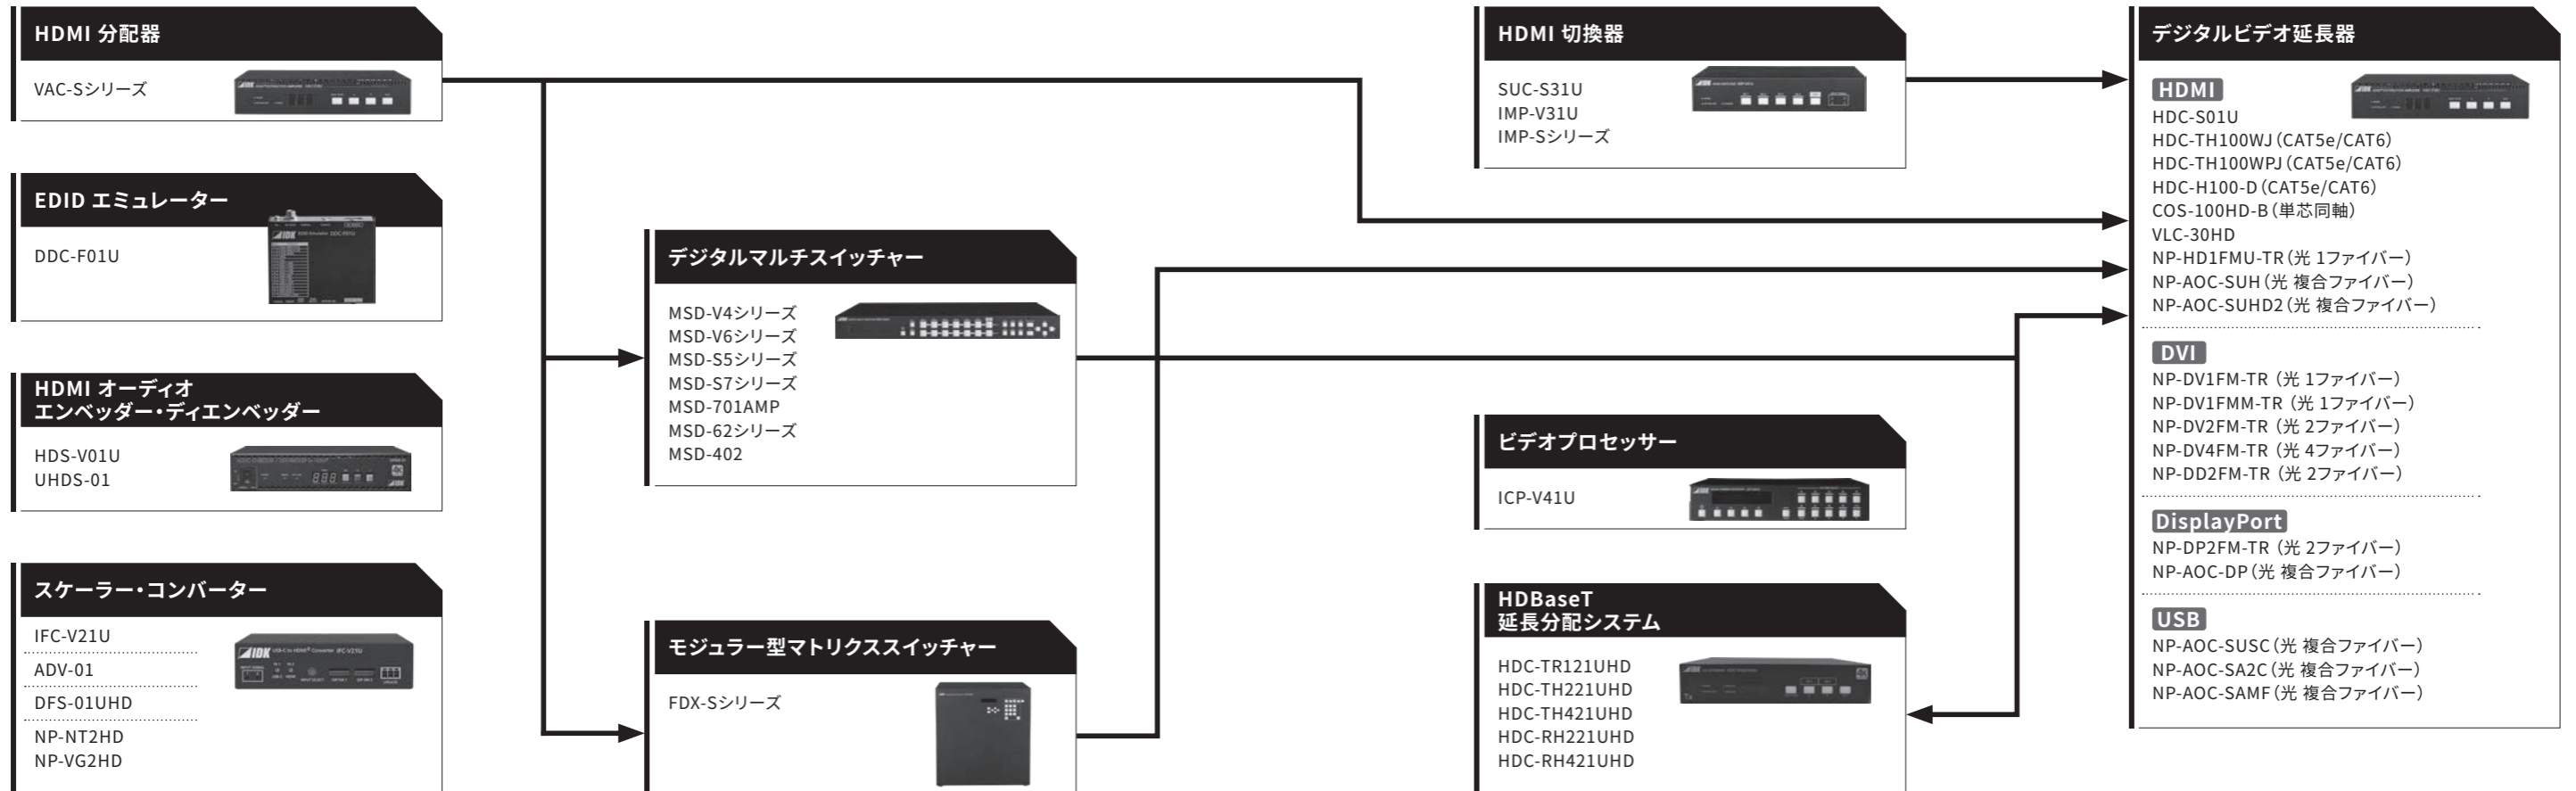 HDMI 分配器
VAC-Sシリーズ
EDID エミュレーター
DDC-F01U
HDMI オーディオ
エンベッダー・ディエンベッダー
HDS-V01U
UHDS-01
スケーラー・コンバーター
IFC-V21U
ADV-01
DFS-01UHD
NP-NT2HD
NP-VG2HD
デジタルマルチスイッチャー
MSD-V4シリーズ
MSD-V6シリーズ
MSD-S5シリーズ
MSD-S7シリーズ
MSD-701AMP
MSD-62シリーズ
MSD-402
モジュラー型マトリクススイッチャー
FDX-Sシリーズ
HDMI 切換器
SUC-S31U
IMP-V31U
IMP-Sシリーズ
ビデオプロセッサー
ICP-V41U
HDBaseT
延長分配システム
HDC-TR121UHD
HDC-TH221UHD
HDC-TH421UHD
HDC-RH221UHD
HDC-RH421UHD
デジタルビデオ延長器
HDMI
HDC-S01U
HDC-TH100WJ（CAT5e/CAT6）
HDC-TH100WPJ（CAT5e/CAT6）
HDC-H100-D（CAT5e/CAT6）
COS-100HD-B（単芯同軸）
VLC-30HD
NP-HD1FMU-TR（光 1ファイバー）
NP-AOC-SUH（光 複合ファイバー）
NP-AOC-SUHD2（光 複合ファイバー）
DVI
NP-DV1FM-TR （光 1ファイバー）
NP-DV1FMM-TR （光 1ファイバー）
NP-DV2FM-TR （光 2ファイバー）
NP-DV4FM-TR （光 4ファイバー）
NP-DD2FM-TR （光 2ファイバー）
DisplayPort
NP-DP2FM-TR （光 2ファイバー）
NP-AOC-DP（光 複合ファイバー）
USB
NP-AOC-SUSC（光 複合ファイバー）
NP-AOC-SA2C（光 複合ファイバー）
NP-AOC-SAMF（光 複合ファイバー）